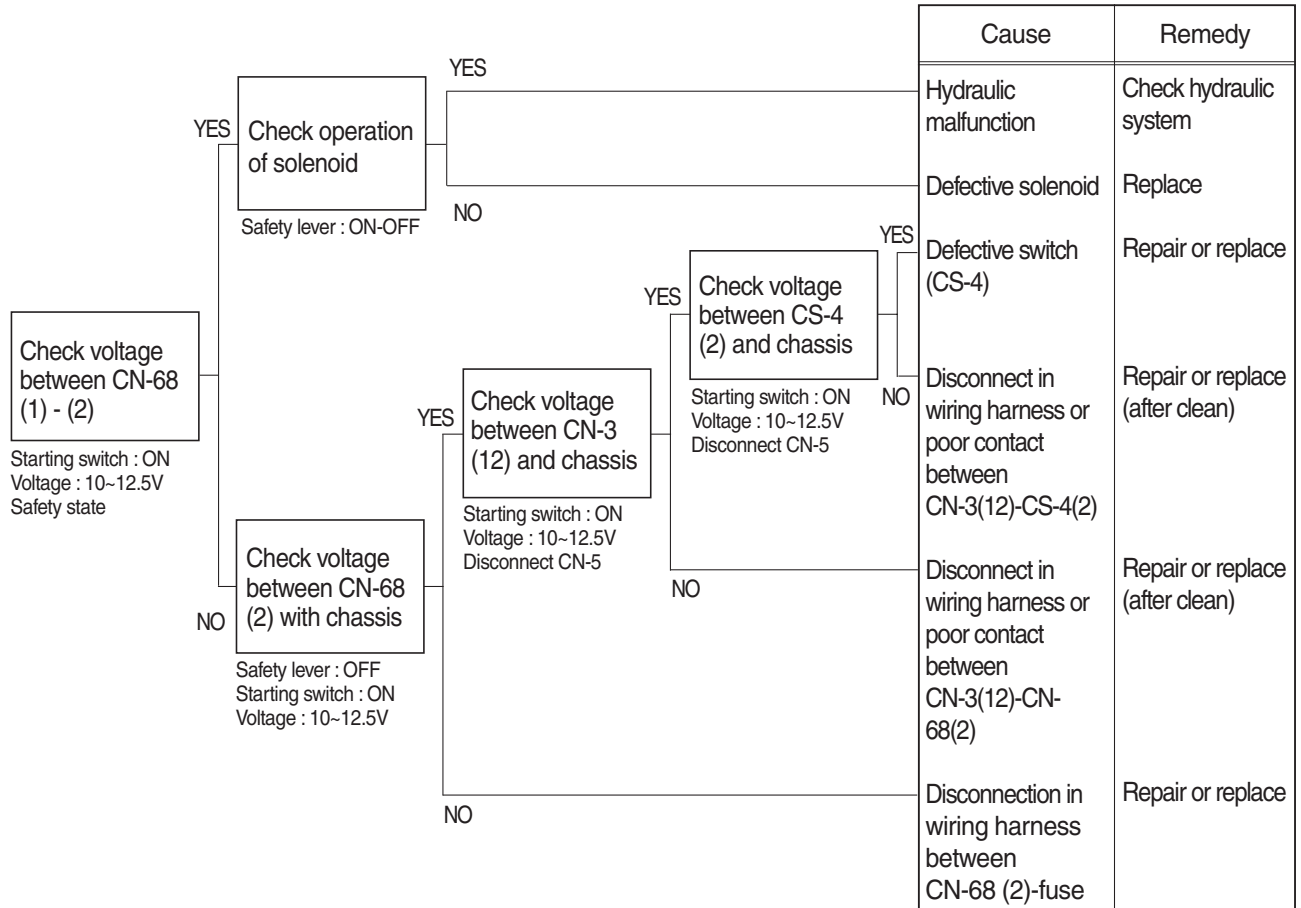 Cause
Remedy
YES
Hydraulic
malfunction
Check hydraulic
system
YES
Check operation
of solenoid
Defective solenoid
Replace
NO
Safety lever : ON-OFF
YES
Defective switch
(CS-4)
Repair or replace
YES
Check voltage
between CS-4
(2) and chassis
Check voltage
between CN-68
(1) - (2)
Starting switch : ON
Voltage : 10~12.5V
Disconnect CN-5
NO
Disconnect in
wiring harness or
poor contact
between
CN-3(12)-CS-4(2)
Repair or replace
(after clean)
YES
Check voltage
between CN-3
(12) and chassis
Starting switch : ON
Voltage : 10~12.5V
Safety state
Starting switch : ON
Voltage : 10~12.5V
Disconnect CN-5
Check voltage
between CN-68
(2) with chassis
NO
NO
Disconnect in
wiring harness or
poor contact
between
CN-3(12)-CN-
68(2)
Repair or replace
(after clean)
Safety lever : OFF
Starting switch : ON
Voltage : 10~12.5V
NO
Disconnection in
wiring harness
between
CN-68 (2)-fuse
Repair or replace